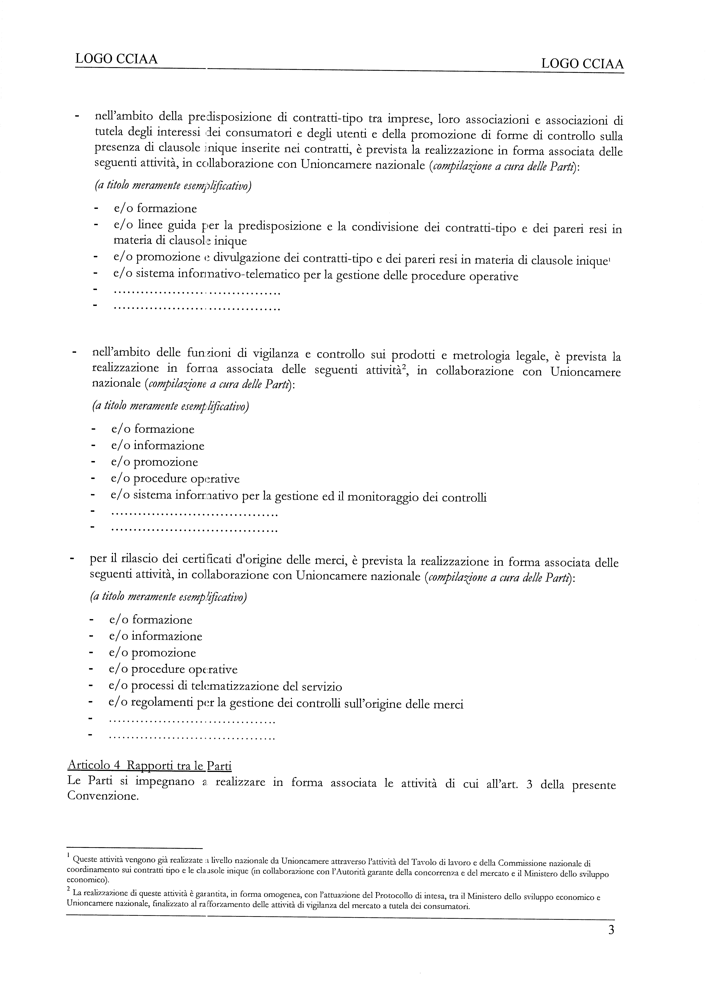 LOGO CCIAA LOGO CCIAA
- nell'ambito della predisposizione di contratti-tipo tra imprese, loro associazioni e associazioni di
tutela degli interessi dei consumatori e degli utenti e della promozione di forme di controllo sulla
presenza di clausole inique inserite nei contratti, è prevista la realizzazione in forma associata delle
seguenti attività, in collaborazione con Unioncamere nazionale (compilazione a cura delle Parti):
(a titolo meramente esemplificativo)
- e/o formazione
- e/o linee guida per la predisposizione e la condivisione dei contratti-tipo e dei pareri resi in
materia di clausole inique
- e/o promozione e divulgazione dei contratti-tipo e dei pareri resi in materia di clausole inique¹
- e/o sistema informativo-telematico per la gestione delle procedure operative
- .....................................
- .....................................
- nell'ambito delle funzioni di vigilanza e controllo sui prodotti e metrologia legale, è prevista la
realizzazione in forma associata delle seguenti attività², in collaborazione con Unioncamere
nazionale (compilazione a cura delle Parti):
(a titolo meramente esemplificativo)
- e/o formazione
- e/o informazione
- e/o promozione
- e/o procedure operative
- e/o sistema informativo per la gestione ed il monitoraggio dei controlli
- .....................................
- .....................................
- per il rilascio dei certificati d'origine delle merci, è prevista la realizzazione in forma associata delle
seguenti attività, in collaborazione con Unioncamere nazionale (compilazione a cura delle Parti):
(a titolo meramente esemplificativo)
- e/o formazione
- e/o informazione
- e/o promozione
- e/o procedure operative
- e/o processi di telematizzazione del servizio
- e/o regolamenti per la gestione dei controlli sull'origine delle merci
- .....................................
- .....................................
Articolo 4 Rapporti tra le Parti
Le Parti si impegnano a realizzare in forma associata le attività di cui all'art. 3 della presente
Convenzione.
¹ Queste attività vengono già realizzate a livello nazionale da Unioncamere attraverso l'attività del Tavolo di lavoro e della Commissione nazionale di
coordinamento sui contratti tipo e le clausole inique (in collaborazione con l'Autorità garante della concorrenza e del mercato e il Ministero dello sviluppo
economico).
² La realizzazione di queste attività è garantita, in forma omogenea, con l'attuazione del Protocollo di intesa, tra il Ministero dello sviluppo economico e
Unioncamere nazionale, finalizzato al rafforzamento delle attività di vigilanza del mercato a tutela dei consumatori.
3